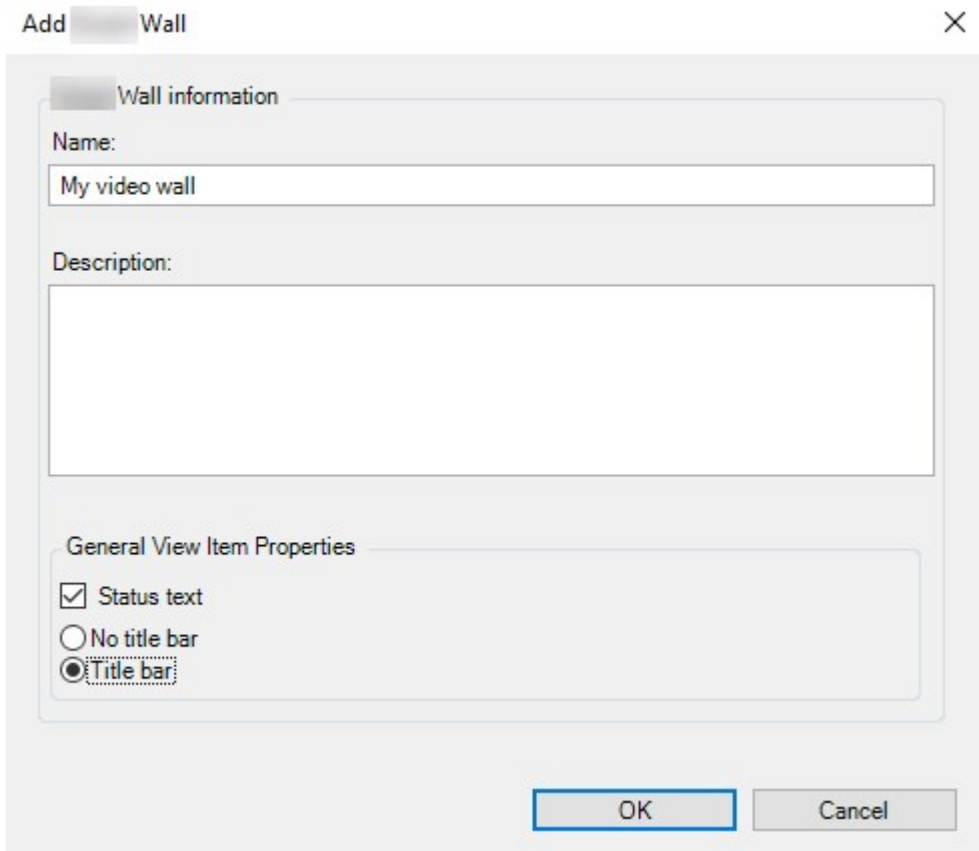 Add Wall
Wall information
Name:
My video wall
Description:
General View Item Properties
Status text
No title bar
Title bar
OK
Cancel